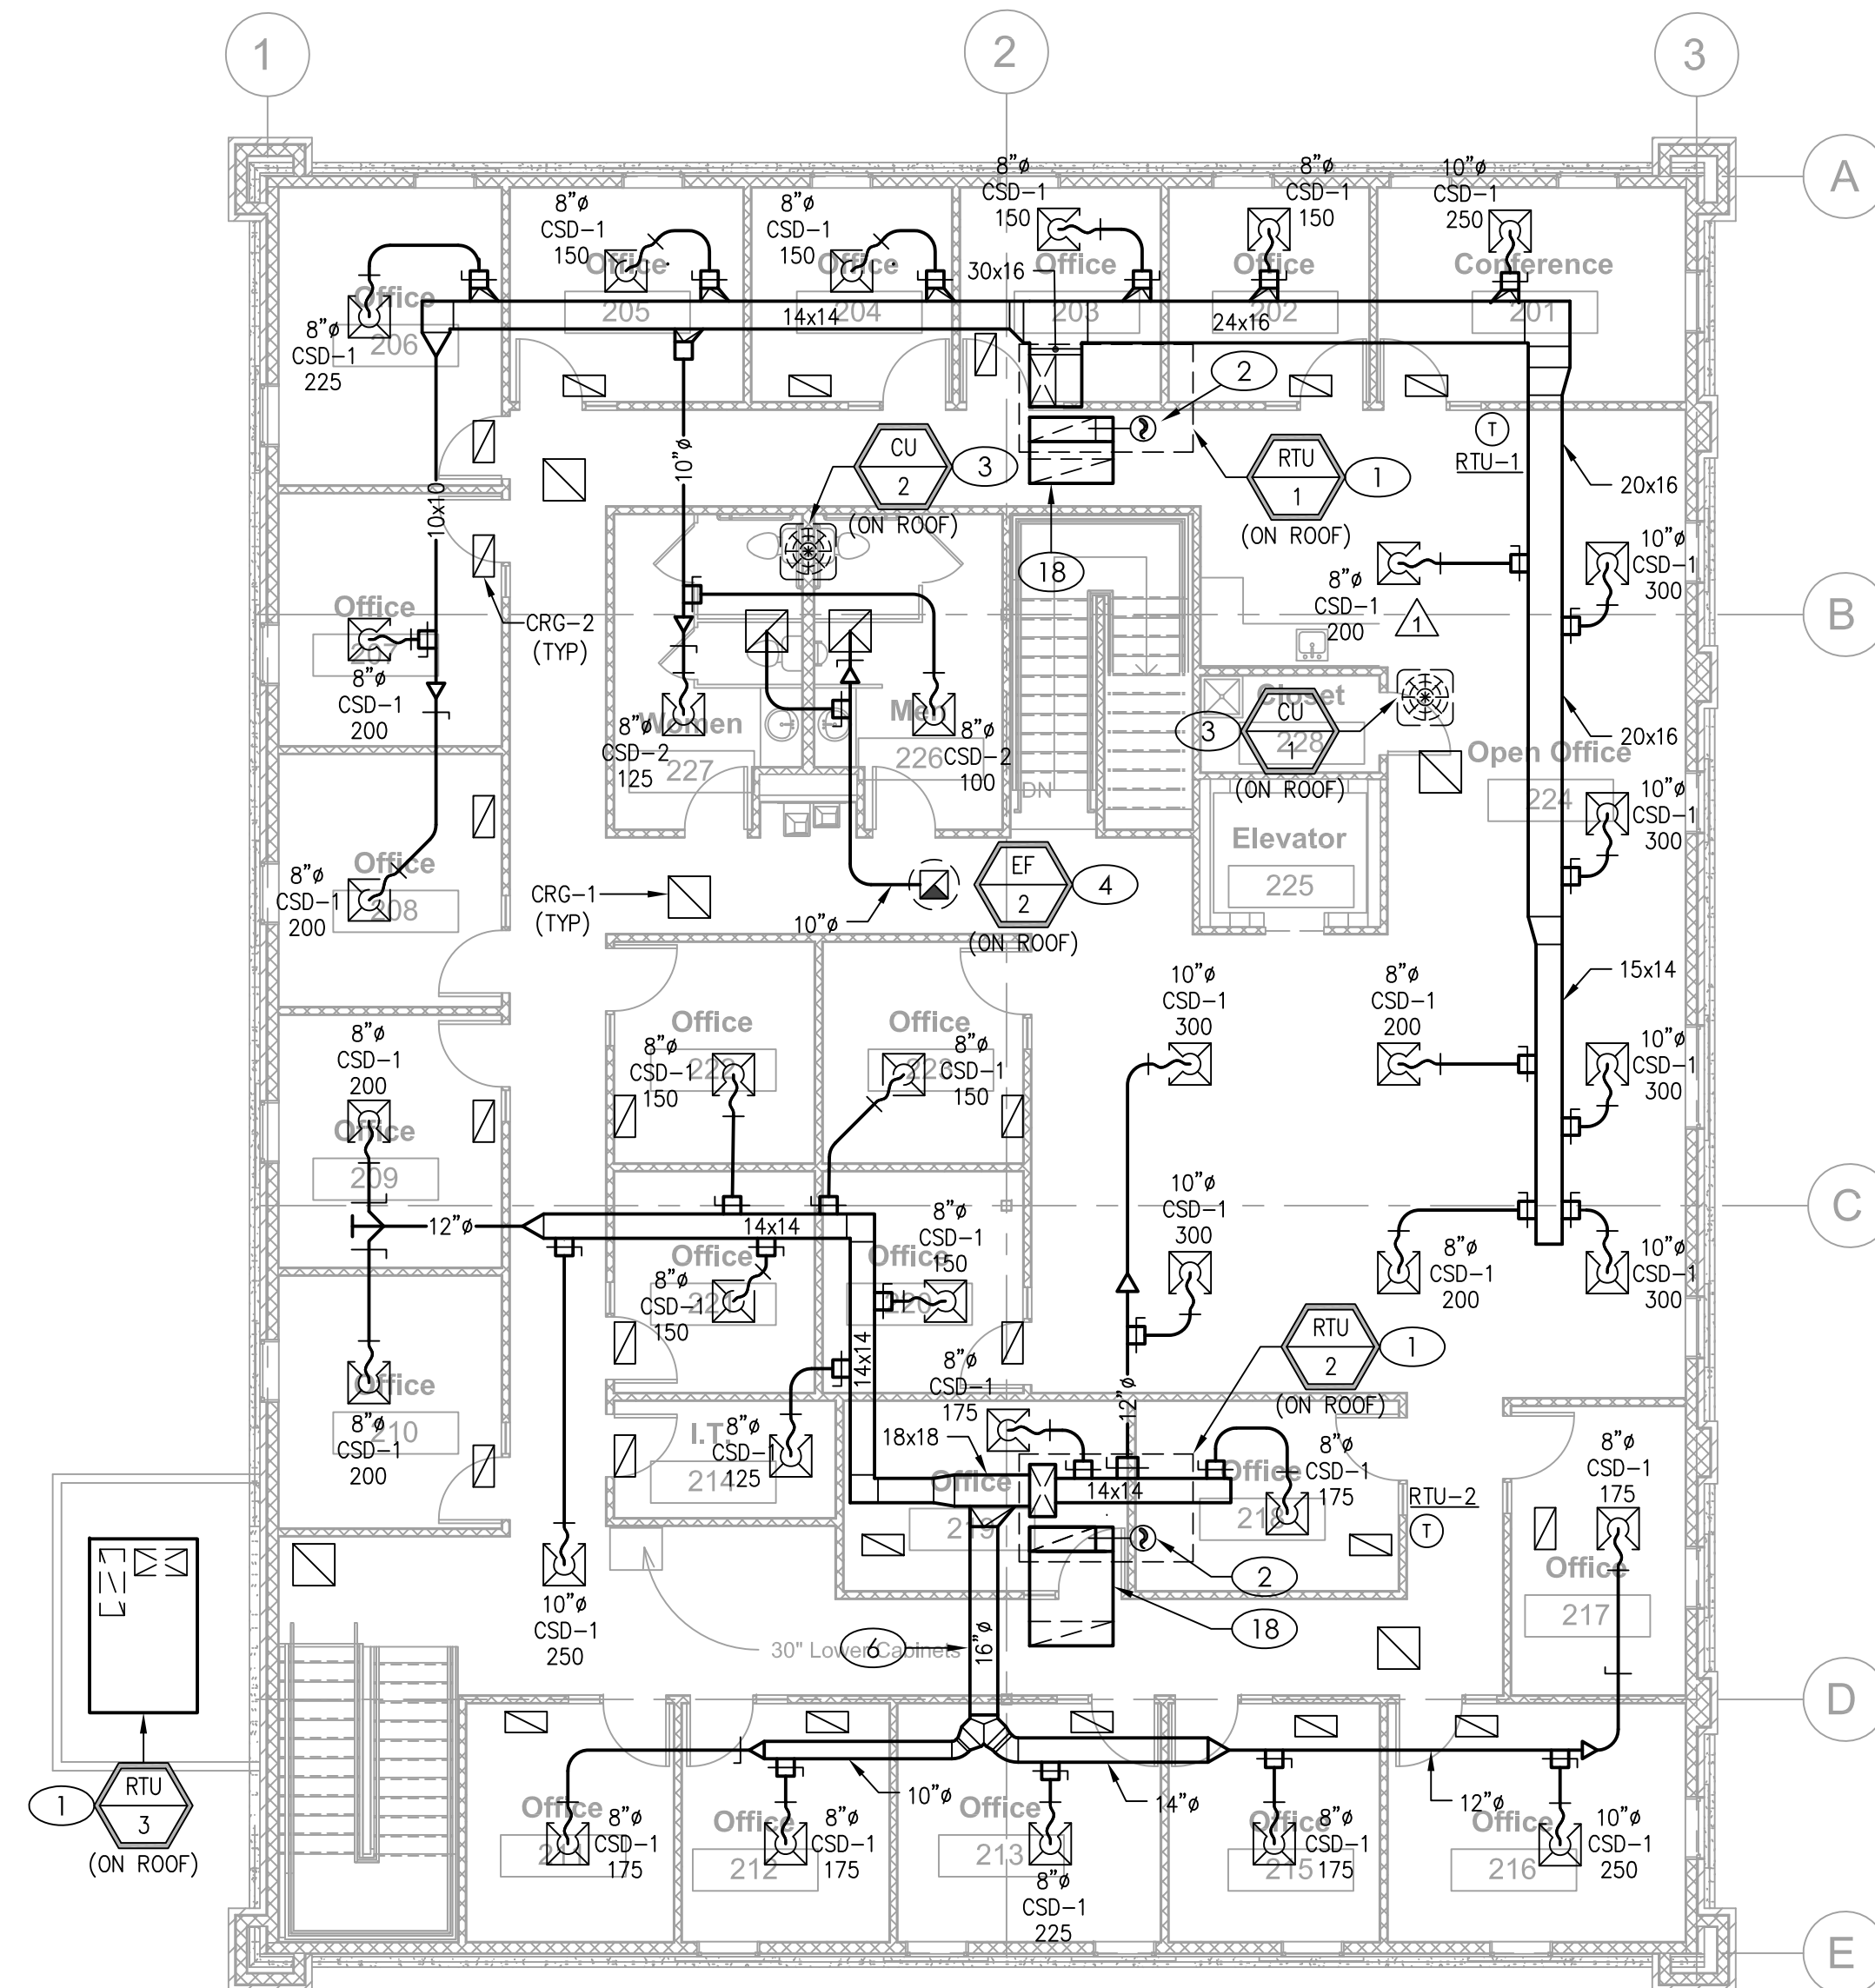 1
2
3
A
B
C
D
E
8"ø
CSD-1
150
8"ø
CSD-1
150
8"ø
CSD-1
150
8"ø
CSD-1
150
10"ø
CSD-1
250
Office
206
Office
205
Office
204
Office
203
Office
202
Conference
201
30x16
14x14
24x16
8"ø
CSD-1
225
2
CU
2
3
(ON ROOF)
RTU
1
1
(ON ROOF)
T
RTU-1
20x16
10"ø
10x10
18
8"ø
CSD-1
200
1
10"ø
CSD-1
300
Office
207
8"ø
CSD-1
200
CRG-2
(TYP)
Women
227
8"ø
CSD-2
125
Men
226
8"ø
CSD-2
100
DN
Closet
228
3
CU
1
(ON ROOF)
20x16
Open Office
224
10"ø
CSD-1
300
Elevator
225
Office
208
8"ø
CSD-1
200
CRG-1
(TYP)
10"ø
EF
2
4
(ON ROOF)
15x14
10"ø
CSD-1
300
8"ø
CSD-1
200
10"ø
CSD-1
300
Office
222
8"ø
CSD-1
150
Office
223
8"ø
CSD-1
150
8"ø
CSD-1
200
Office
209
12"ø
14x14
Office
221
8"ø
CSD-1
150
Office
220
8"ø
CSD-1
150
10"ø
CSD-1
300
8"ø
CSD-1
200
10"ø
CSD-1
300
14x14
Office
210
8"ø
CSD-1
200
RTU
2
1
(ON ROOF)
I.T.
214
8"ø
CSD-1
125
8"ø
CSD-1
175
18x18
12"ø
14x14
Office
219
Office
218
8"ø
CSD-1
175
RTU-2
T
8"ø
CSD-1
175
Office
217
2
18
10"ø
CSD-1
250
30" Lower Cabinets
6
16"ø
RTU
3
1
(ON ROOF)
10"ø
14"ø
12"ø
Office
211
8"ø
CSD-1
175
Office
212
8"ø
CSD-1
175
Office
213
8"ø
CSD-1
225
Office
215
8"ø
CSD-1
175
Office
216
10"ø
CSD-1
250